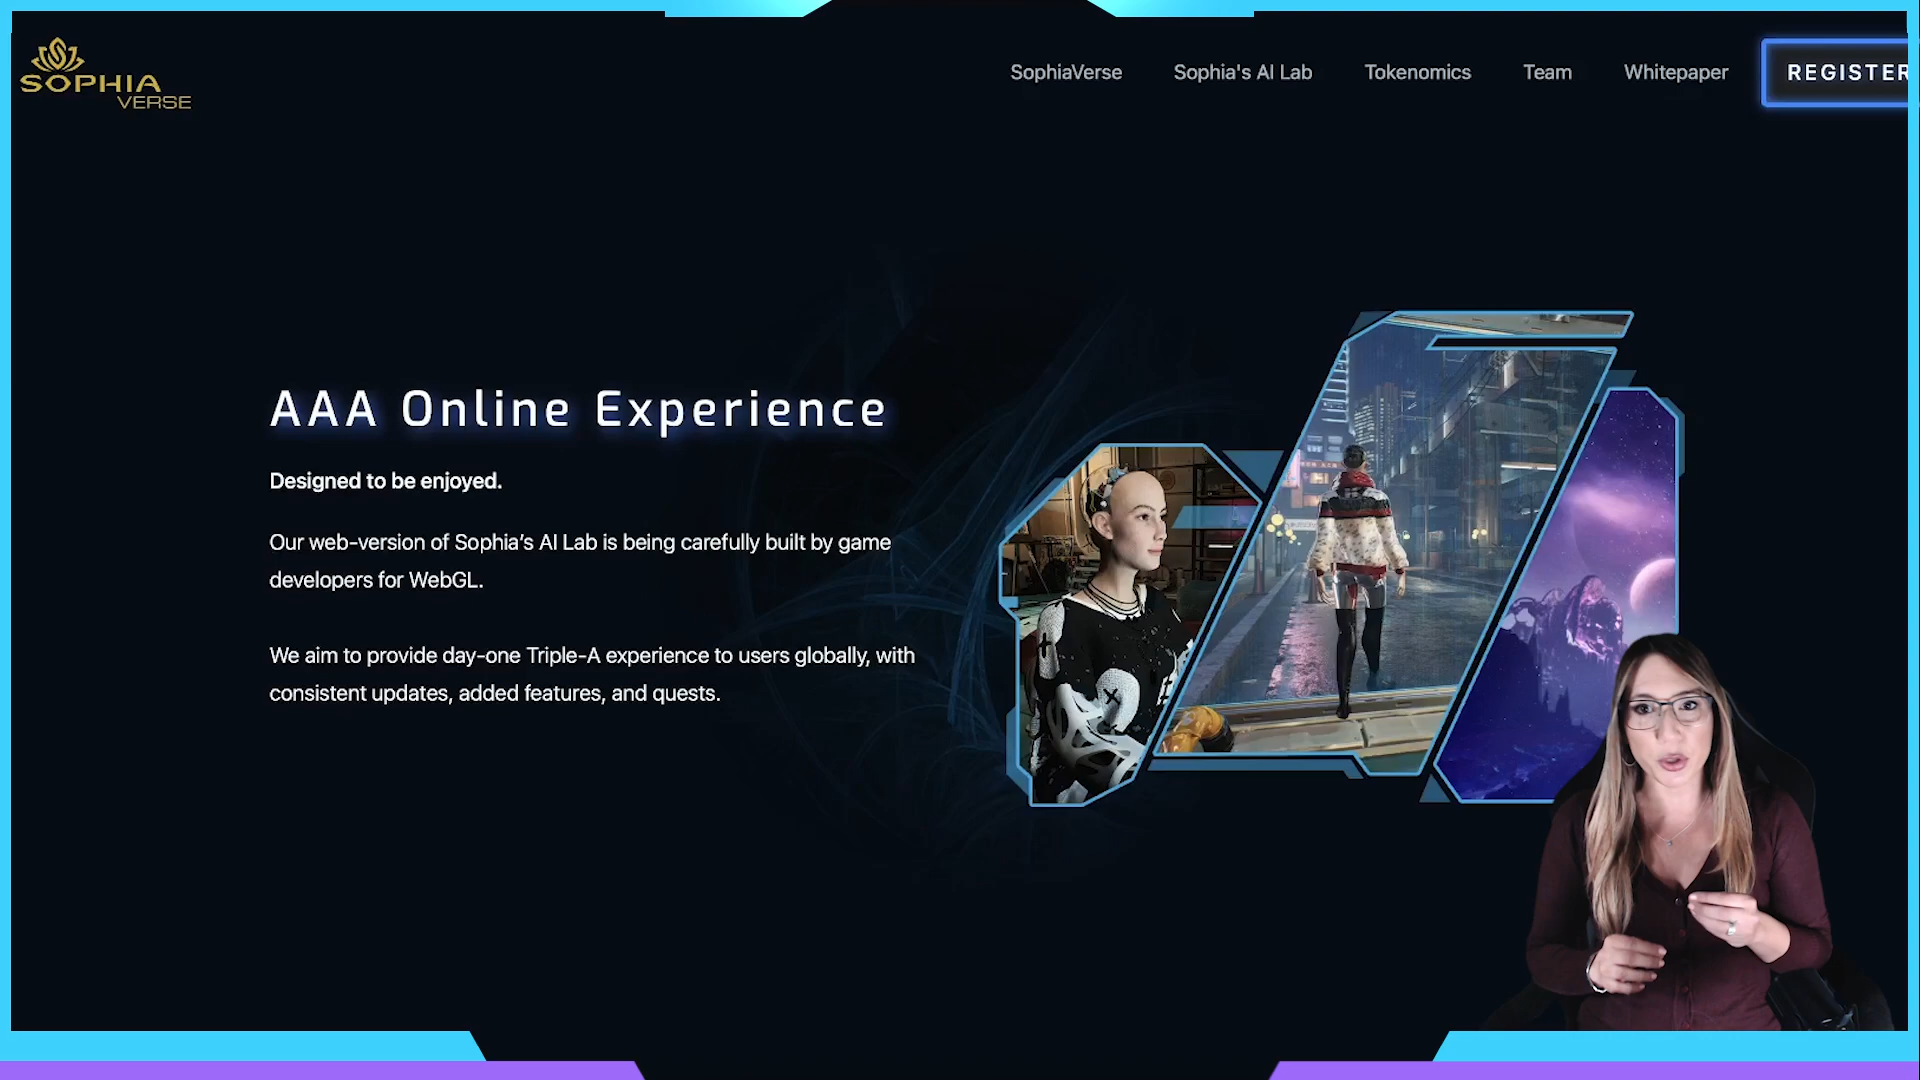 SOPHIA
VERSE
SophiaVerse
Sophia's AI Lab
Tokenomics
Team
Whitepaper
REGISTER
AAA Online Experience
Designed to be enjoyed.
Our web-version of Sophia’s AI Lab is being carefully built by game
developers for WebGL.
We aim to provide day-one Triple-A experience to users globally, with
consistent updates, added features, and quests.